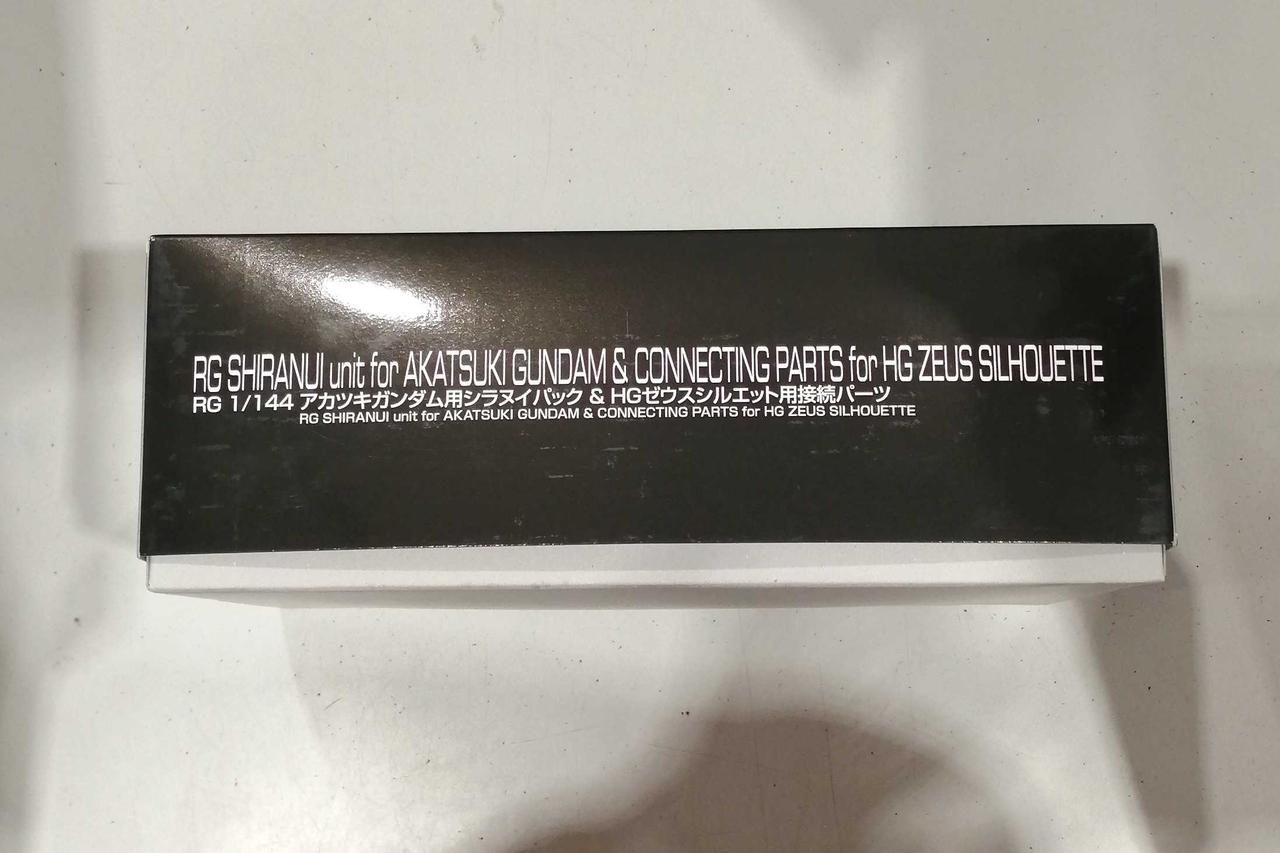 RG SHIRANUI unit for AKATSUKI GUNDAM & CONNECTING PARTS for HG ZEUS SILHOUETTE
RG 1/144 アカツキガンダム用シラヌイパック & HGゼウスシルエット用接続パーツ
RG SHIRANUI unit for AKATSUKI GUNDAM & CONNECTING PARTS for HG ZEUS SILHOUETTE